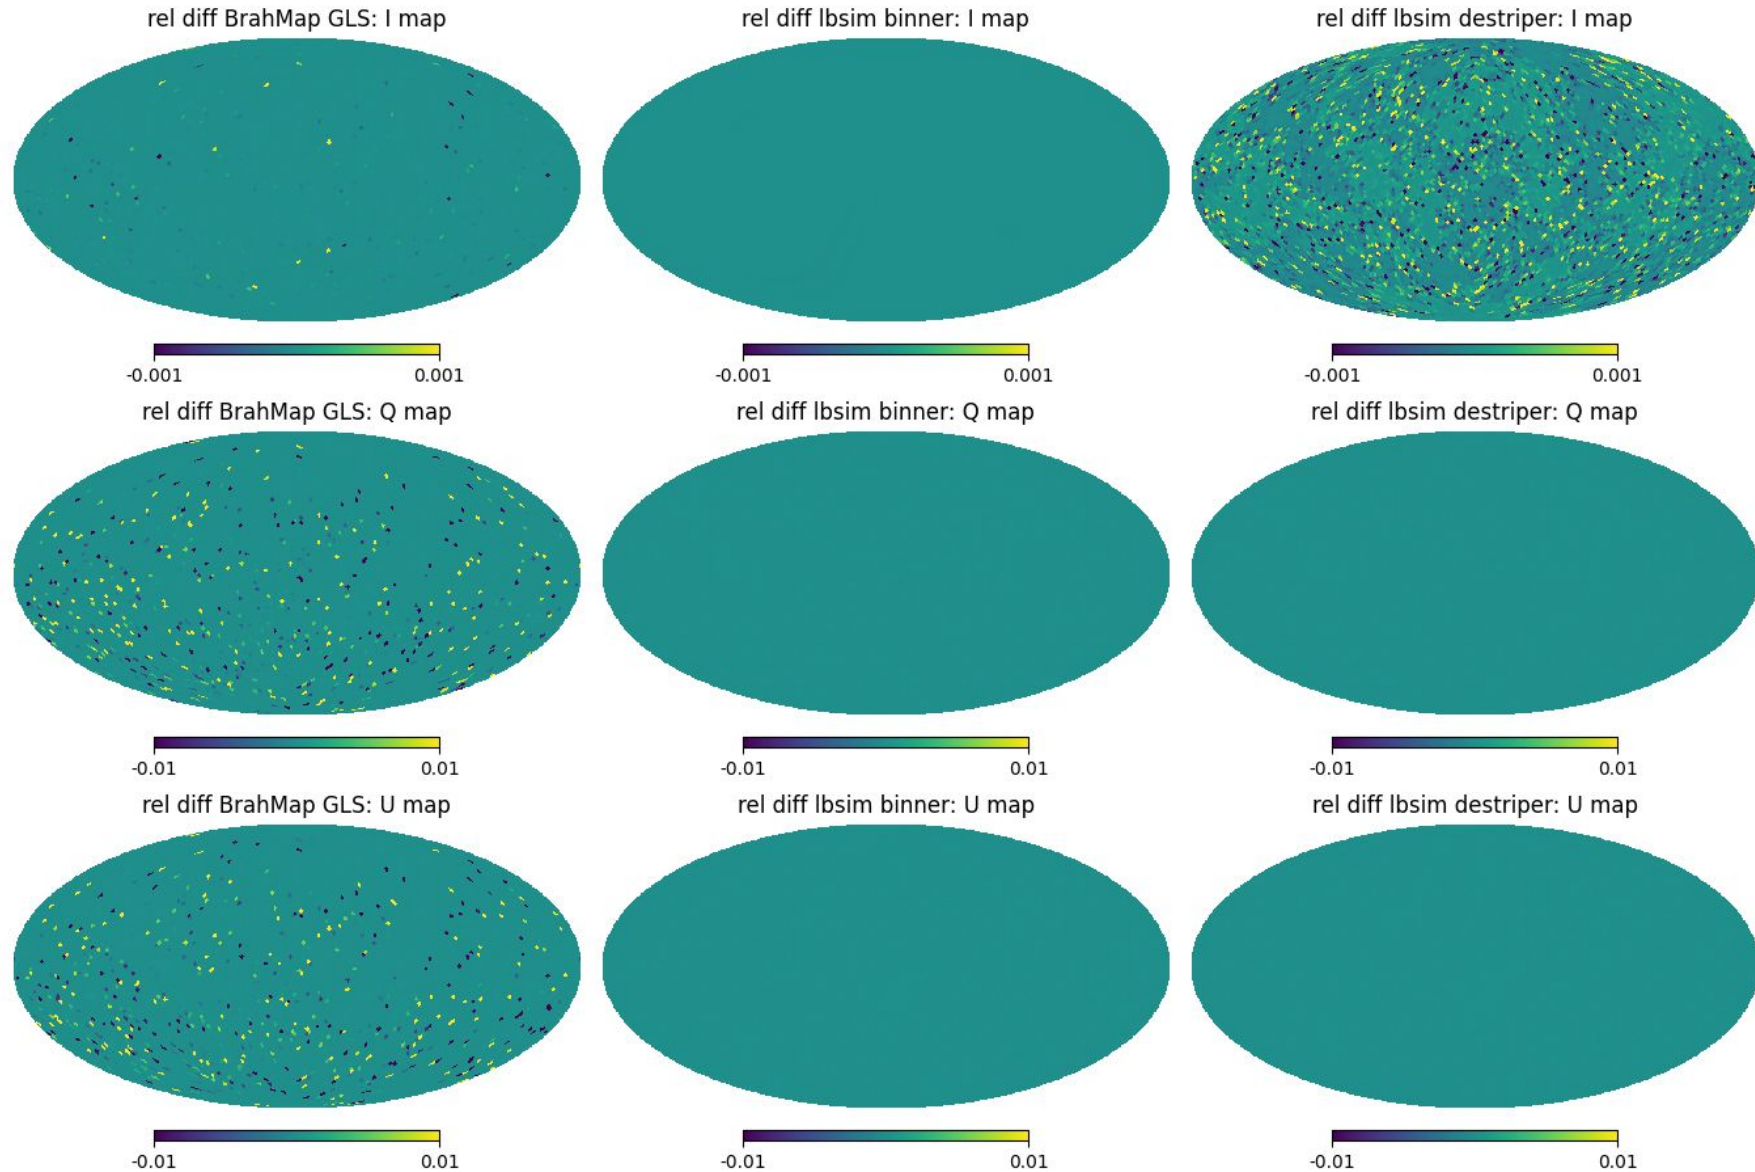 rel diff BrahMap GLS: I map
rel diff lbsim binner: I map
rel diff lbsim destriper: I map
-0.001 0.001
-0.001 0.001
-0.001 0.001
rel diff BrahMap GLS: Q map
rel diff lbsim binner: Q map
rel diff lbsim destriper: Q map
-0.01 0.01
-0.01 0.01
-0.01 0.01
rel diff BrahMap GLS: U map
rel diff lbsim binner: U map
rel diff lbsim destriper: U map
-0.01 0.01
-0.01 0.01
-0.01 0.01